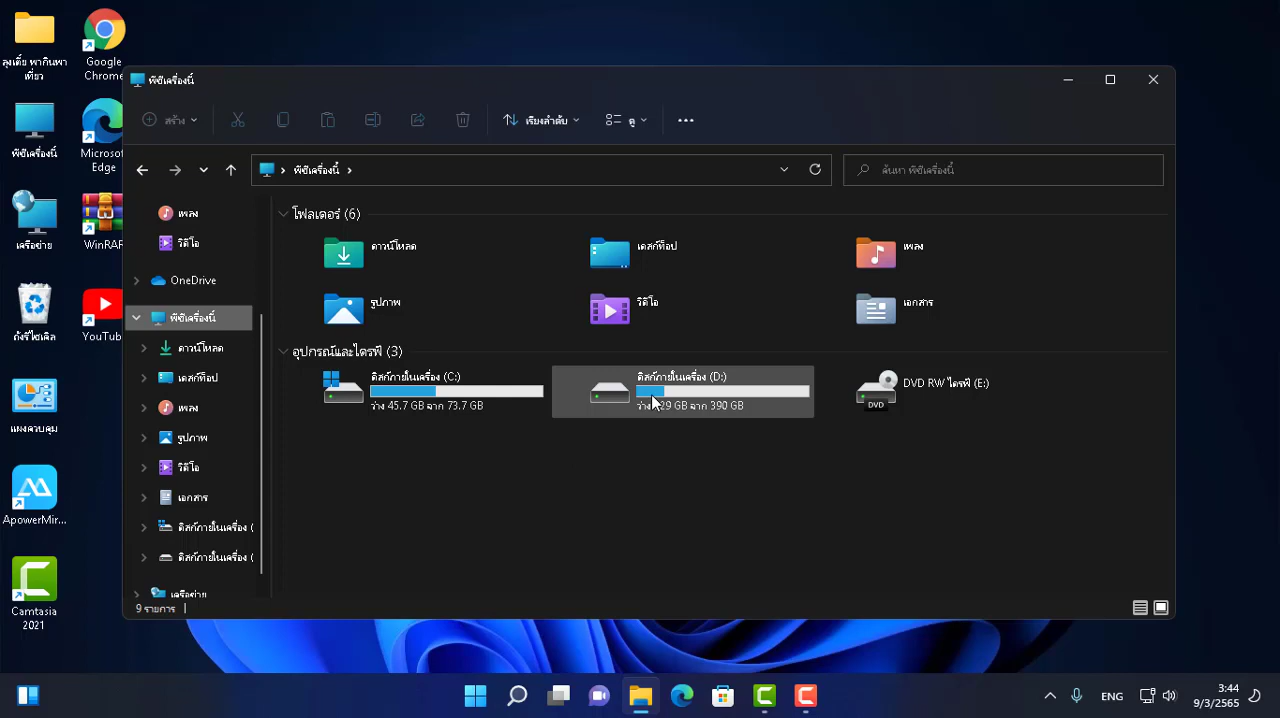 ลุงเตี้ย พากินพา
เที่ยว
Google
Chrome
พีซีเครื่องนี้
Microsoft
Edge
เครือข่าย
WinRAR
ถังรีไซเคิล
YouTube
แผงควบคุม
ApowerMir...
Camtasia
2021
พีซีเครื่องนี้
สร้าง
เรียงลำดับ
ดู
พีซีเครื่องนี้
ค้นหา พีซีเครื่องนี้
เพลง
วิดีโอ
OneDrive
พีซีเครื่องนี้
ดาวน์โหลด
เดสก์ท็อป
เพลง
รูปภาพ
วิดีโอ
เอกสาร
ดิสก์ภายในเครื่อง (
ดิสก์ภายในเครื่อง (
เครือข่าย
โฟลเดอร์ (6)
ดาวน์โหลด
เดสก์ท็อป
เพลง
รูปภาพ
วิดีโอ
เอกสาร
อุปกรณ์และไดรฟ์ (3)
ดิสก์ภายในเครื่อง (C:)
ว่าง 45.7 GB จาก 73.7 GB
ดิสก์ภายในเครื่อง (D:)
ว่าง 29 GB จาก 390 GB
DVD RW ไดรฟ์ (E:)
DVD
9 รายการ
ENG
3:44
9/3/2565